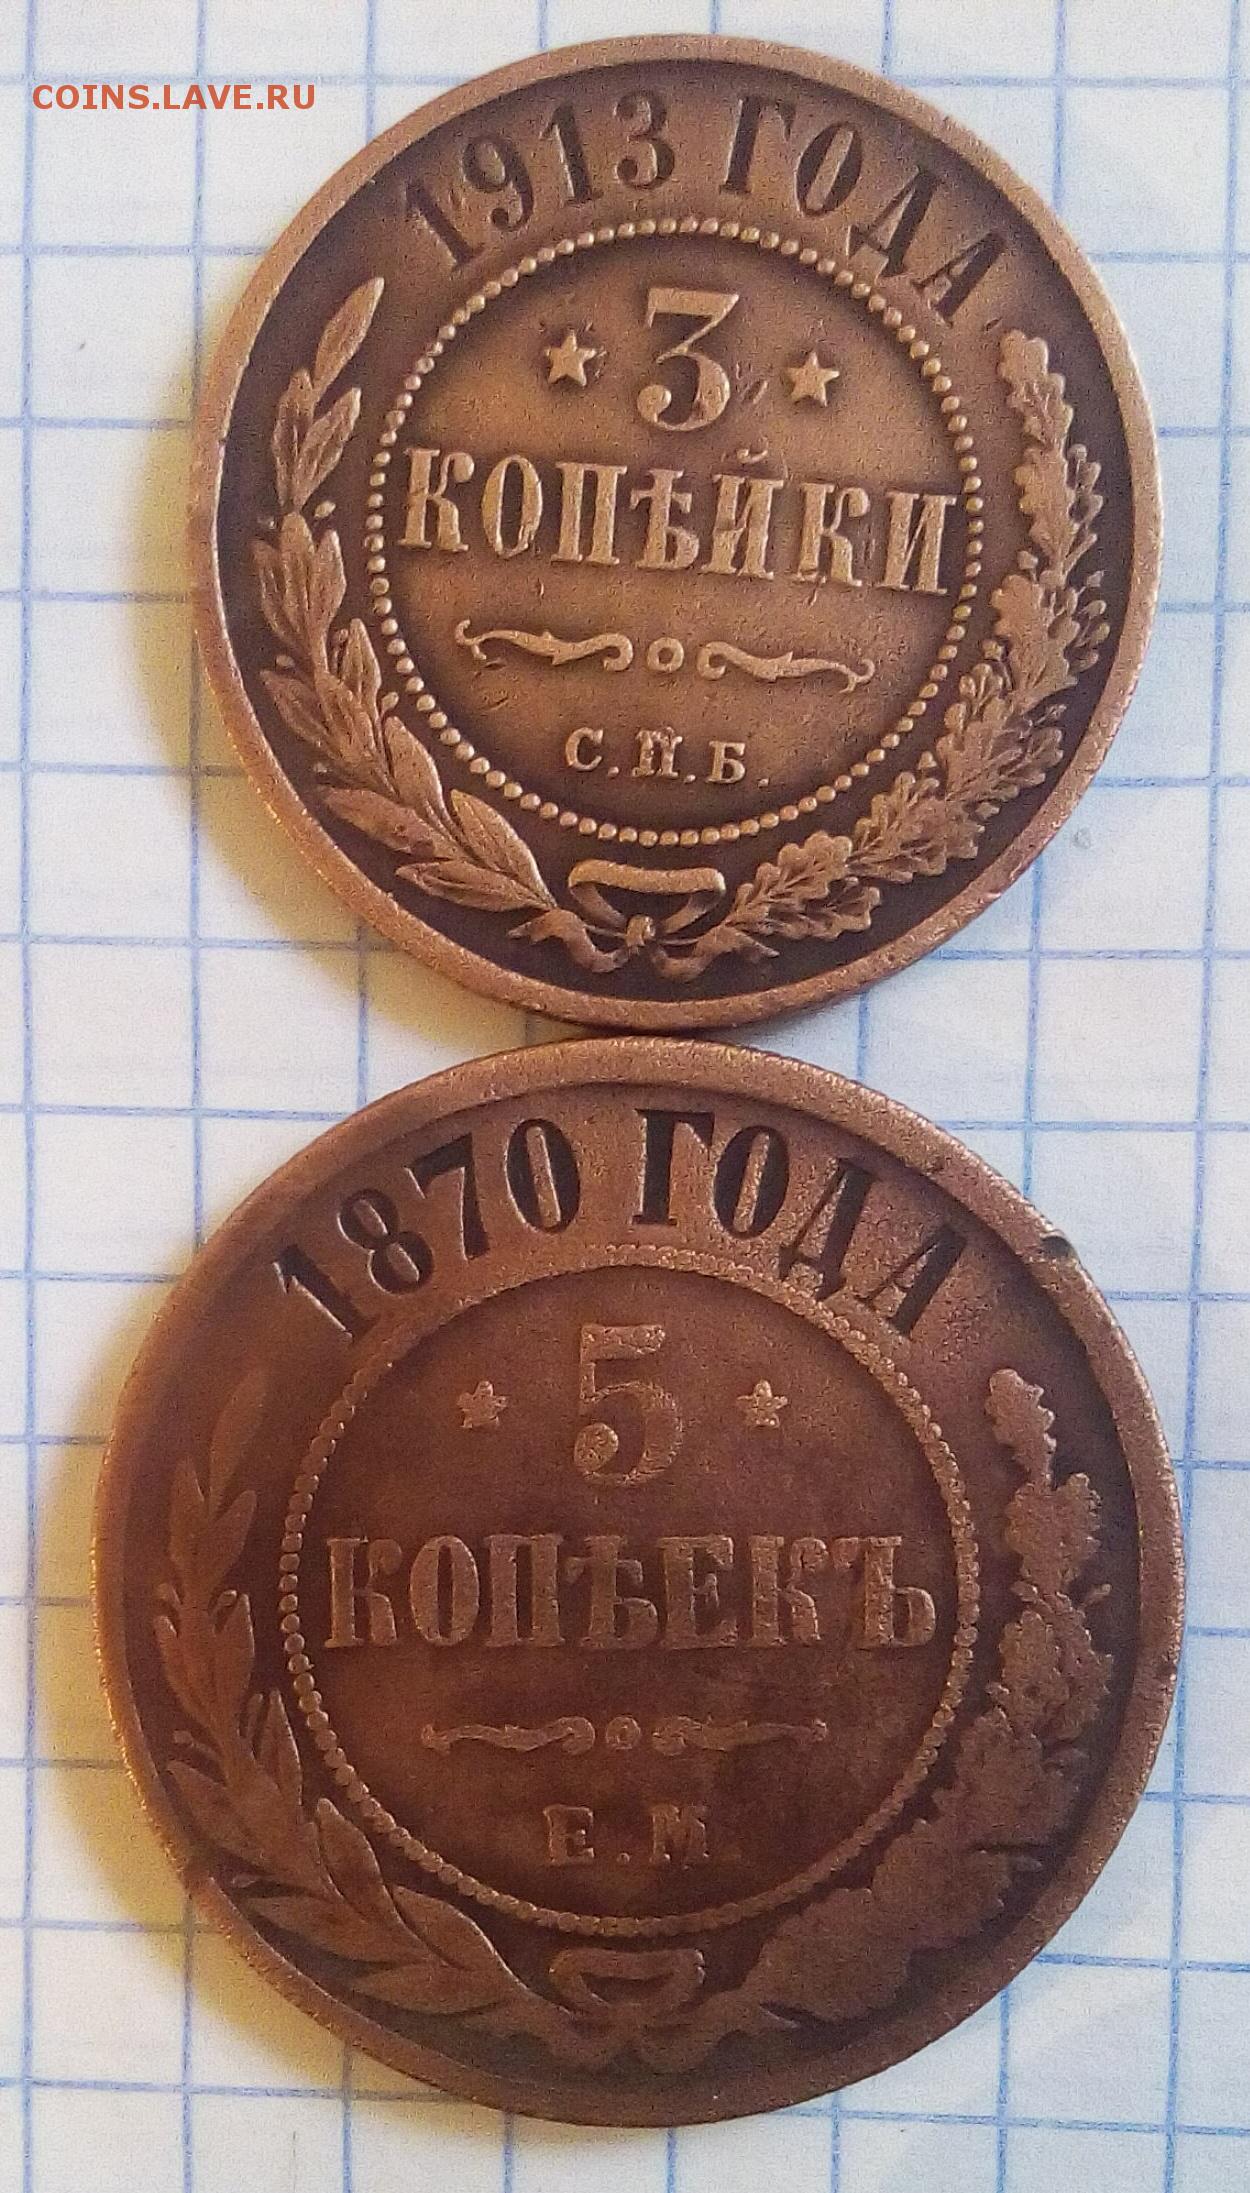 COINS.LAVE.RU
1913 ГОДА
3
КОПѢЙКИ
С.П.Б.
1870 ГОДА
5
КОПѢЕКЪ
Е.М